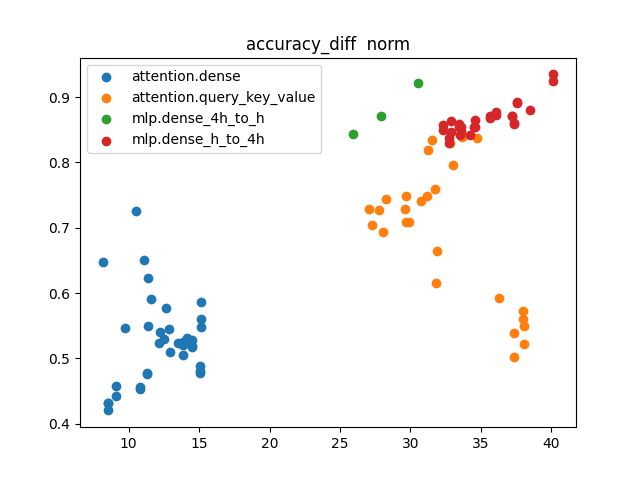 accuracy_diff  norm
attention.dense
attention.query_key_value
mlp.dense_4h_to_h
mlp.dense_h_to_4h
0.9
0.8
0.7
0.6
0.5
0.4
10 15 20 25 30 35 40